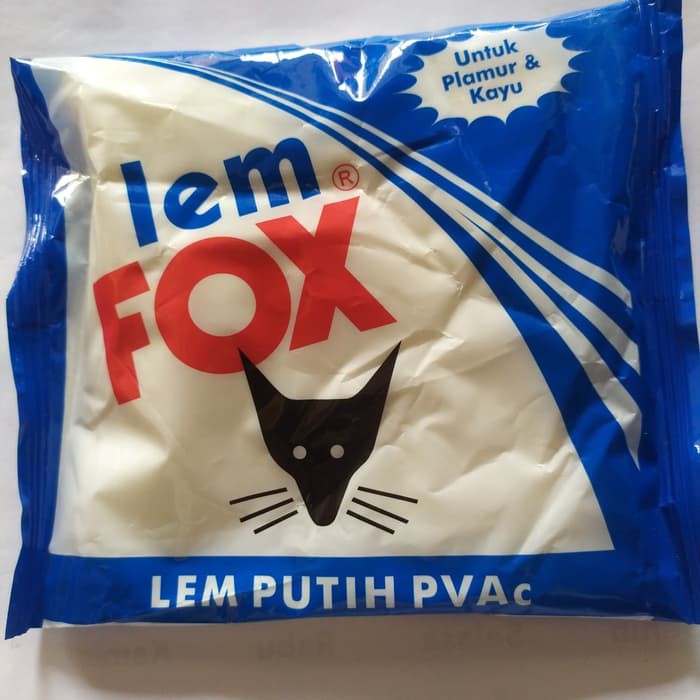 Untuk
Plamur &
Kayu
lem
FOX®
LEM PUTIH PVAc